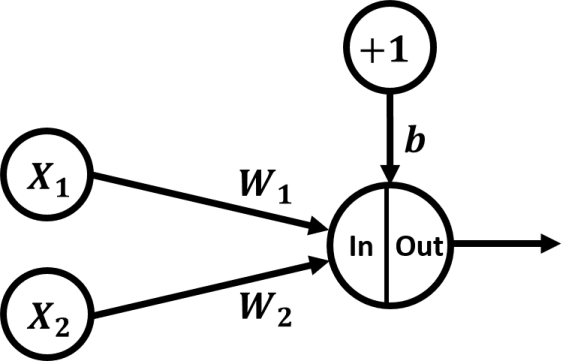 +1
b
X₁
W₁
In
Out
X₂
W₂